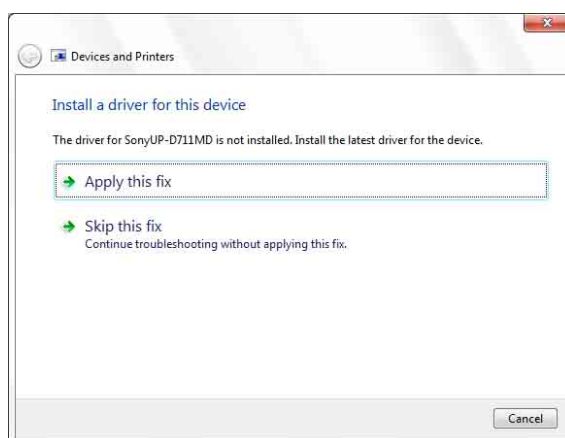 Devices and Printers
Install a driver for this device
The driver for SonyUP-D711MD is not installed. Install the latest driver for the device.
Apply this fix
Skip this fix
Continue troubleshooting without applying this fix.
Cancel